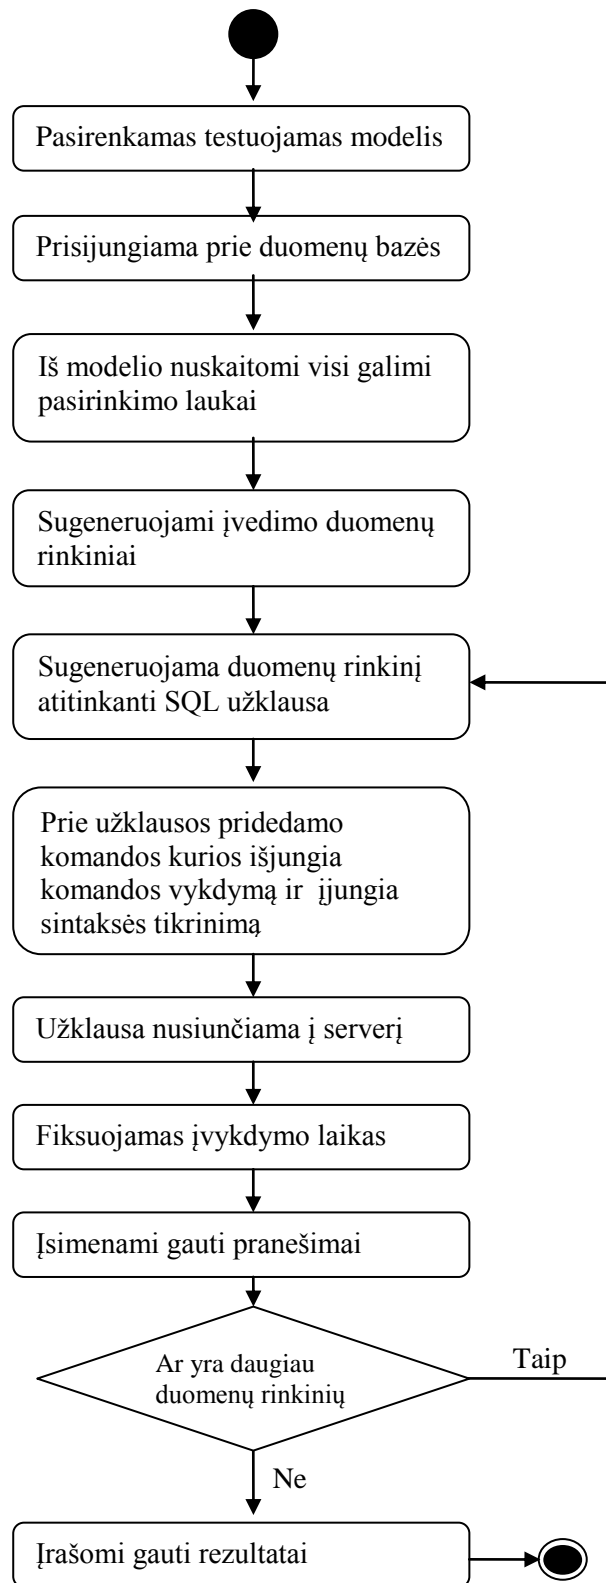 Pasirenkamas testuojamas modelis
Prisijungiama prie duomenų bazės
Iš modelio nuskaitomi visi galimi
pasirinkimo laukai
Sugeneruojami įvedimo duomenų
rinkiniai
Sugeneruojama duomenų rinkinį
atitinkanti SQL užklausa
Prie užklausos pridedamo
komandos kurios išjungia
komandos vykdymą ir įjungia
sintaksės tikrinimą
Užklausa nusiunčiama į serverį
Fiksuojamas įvykdymo laikas
Įsimenami gauti pranešimai
Ar yra daugiau
duomenų rinkinių
Taip
Ne
Įrašomi gauti rezultatai